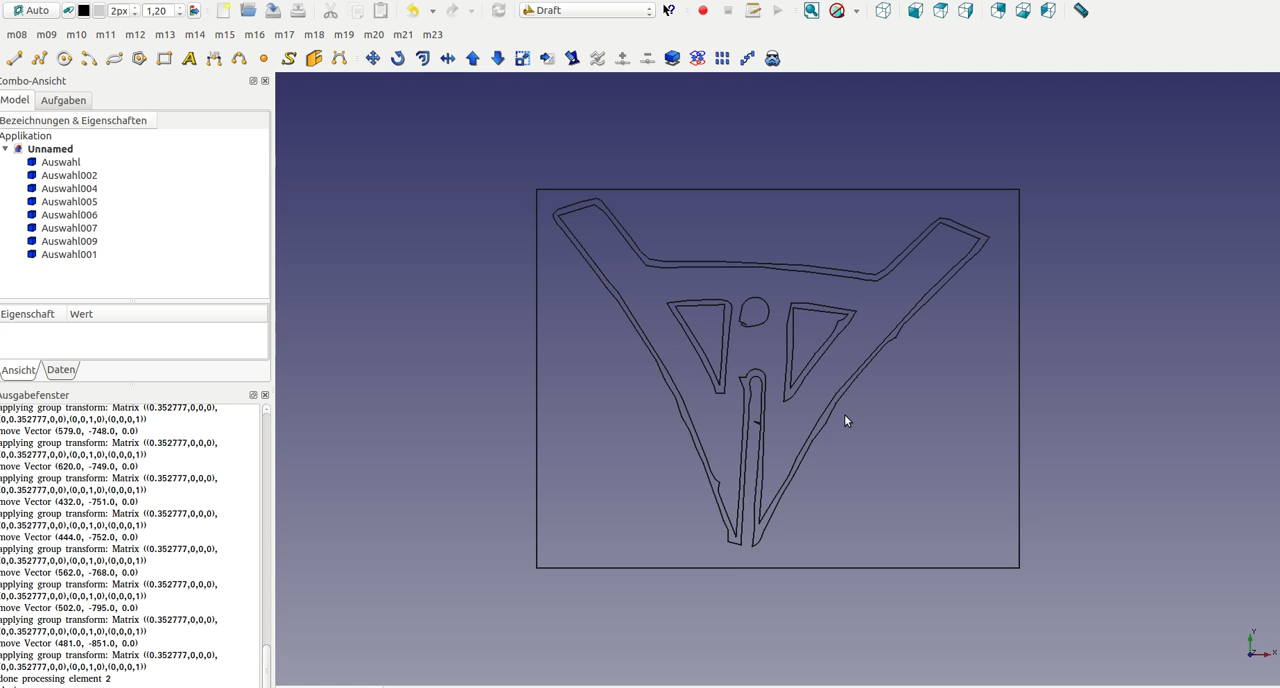 Auto 2px 1,20 Draft
m08 m09 m10 m11 m12 m13 m14 m15 m16 m17 m18 m19 m20 m21 m23
Combo-Ansicht
Model Aufgaben
Bezeichnungen & Eigenschaften
Applikation
Unnamed
Auswahl
Auswahl002
Auswahl004
Auswahl005
Auswahl006
Auswahl007
Auswahl009
Auswahl001
Eigenschaft Wert
Ansicht Daten
Ausgabefenster
applying group transform: Matrix ((0.352777,0,0,0),
(0,0.352777,0,0),(0,0,1,0),(0,0,0,1))
move Vector (579.0, -748.0, 0.0)
applying group transform: Matrix ((0.352777,0,0,0),
(0,0.352777,0,0),(0,0,1,0),(0,0,0,1))
move Vector (620.0, -749.0, 0.0)
applying group transform: Matrix ((0.352777,0,0,0),
(0,0.352777,0,0),(0,0,1,0),(0,0,0,1))
move Vector (432.0, -751.0, 0.0)
applying group transform: Matrix ((0.352777,0,0,0),
(0,0.352777,0,0),(0,0,1,0),(0,0,0,1))
move Vector (444.0, -752.0, 0.0)
applying group transform: Matrix ((0.352777,0,0,0),
(0,0.352777,0,0),(0,0,1,0),(0,0,0,1))
move Vector (562.0, -768.0, 0.0)
applying group transform: Matrix ((0.352777,0,0,0),
(0,0.352777,0,0),(0,0,1,0),(0,0,0,1))
move Vector (502.0, -795.0, 0.0)
applying group transform: Matrix ((0.352777,0,0,0),
(0,0.352777,0,0),(0,0,1,0),(0,0,0,1))
move Vector (481.0, -851.0, 0.0)
applying group transform: Matrix ((0.352777,0,0,0),
(0,0.352777,0,0),(0,0,1,0),(0,0,0,1))
done processing element 2
Y
Z X